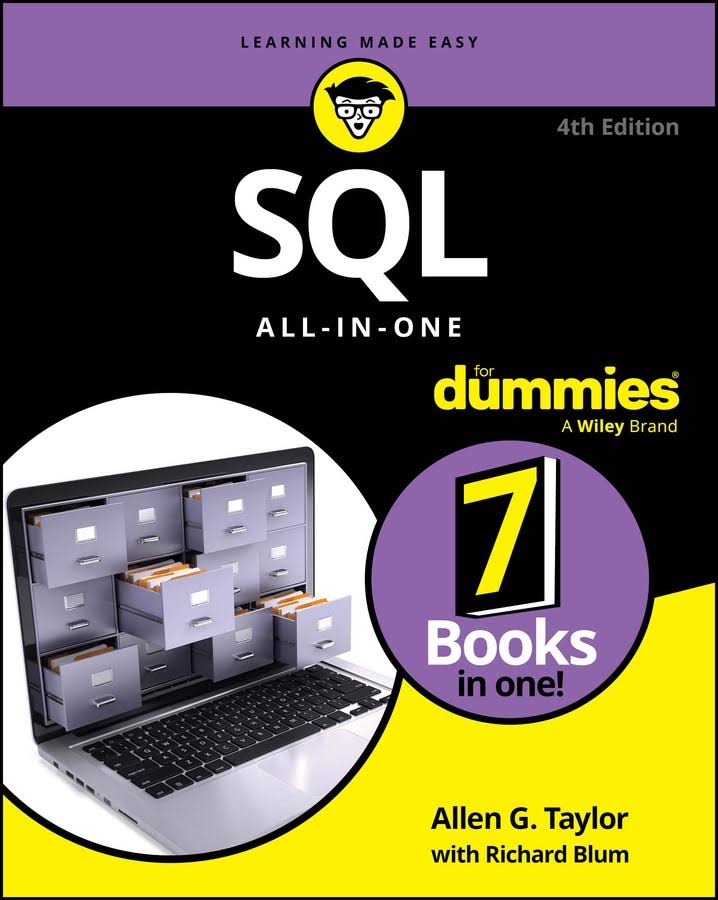 LEARNING MADE EASY
4th Edition
SQL
ALL-IN-ONE
for
dummies®
A Wiley Brand
7
Books
in one!
Allen G. Taylor
with Richard Blum